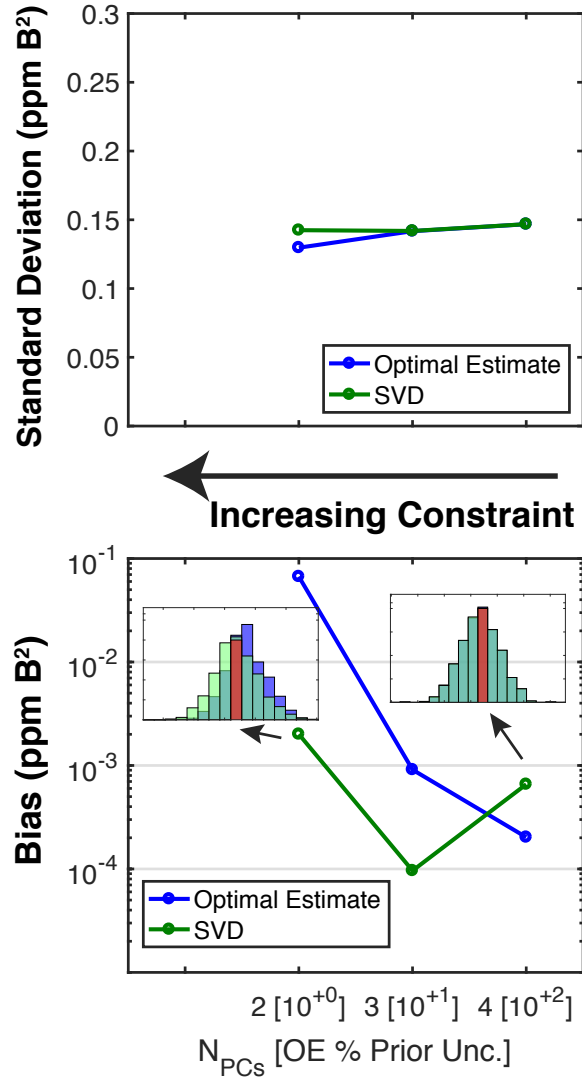 Standard Deviation (ppm B²)
0.3
0.25
0.2
0.15
0.1
0.05
0
Optimal Estimate
SVD
Increasing Constraint
Bias (ppm B²)
10⁻¹
10⁻²
10⁻³
10⁻⁴
Optimal Estimate
SVD
2 [10⁺⁰] 3 [10⁺¹] 4 [10⁺²]
N_PCs [OE % Prior Unc.]